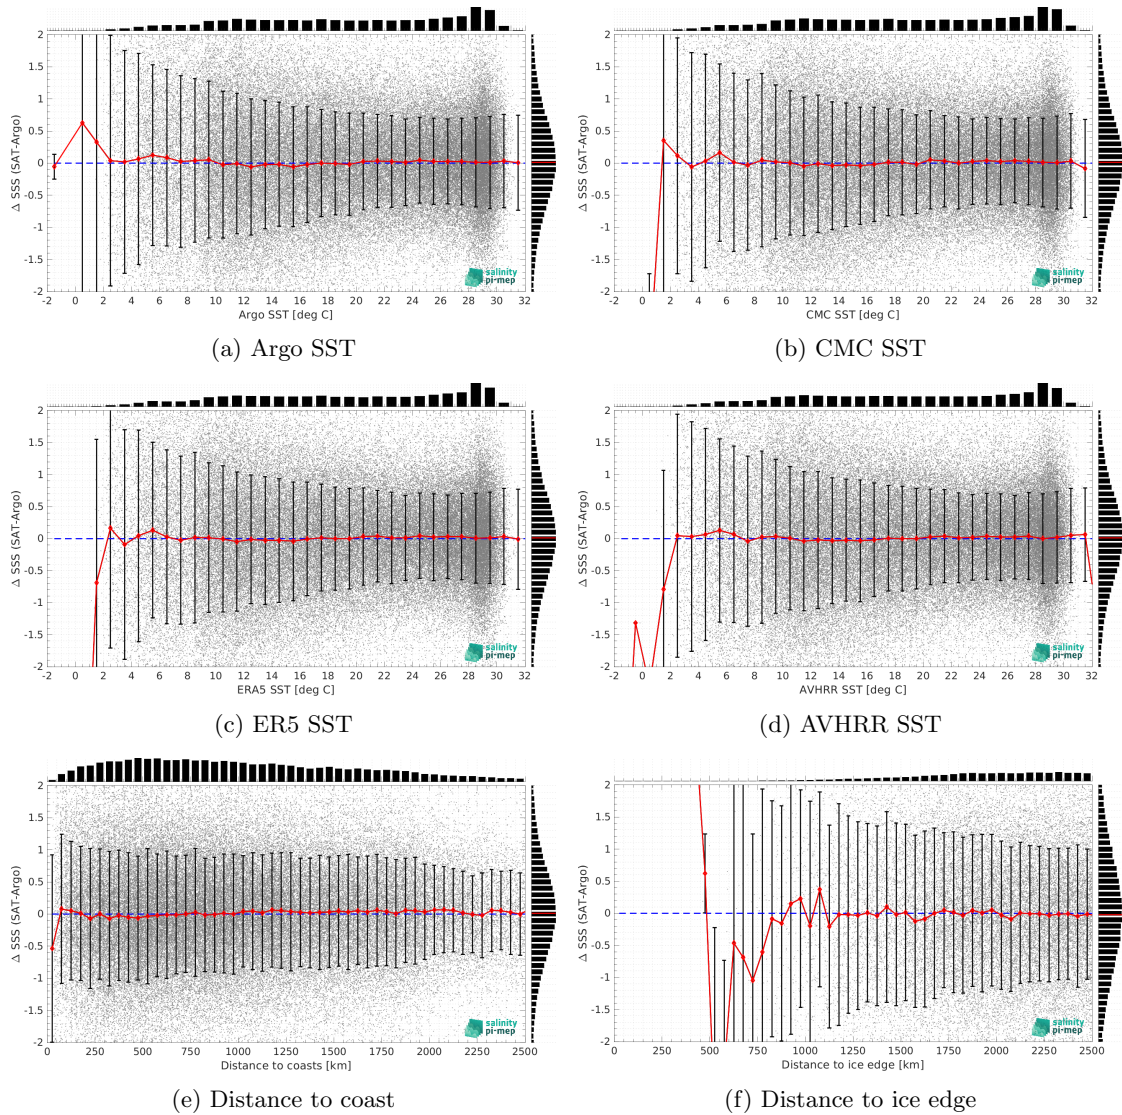 2
1.5
1
0.5
0
-0.5
-1
-1.5
-2
Δ SSS (SAT-Argo)
-2 0 2 4 6 8 10 12 14 16 18 20 22 24 26 28 30 32
Argo SST [deg C]
salinity
pi-mep
(a) Argo SST
2
1.5
1
0.5
0
-0.5
-1
-1.5
-2
Δ SSS (SAT-Argo)
-2 0 2 4 6 8 10 12 14 16 18 20 22 24 26 28 30 32
CMC SST [deg C]
salinity
pi-mep
(b) CMC SST
2
1.5
1
0.5
0
-0.5
-1
-1.5
-2
Δ SSS (SAT-Argo)
-2 0 2 4 6 8 10 12 14 16 18 20 22 24 26 28 30 32
ERA5 SST [deg C]
salinity
pi-mep
(c) ER5 SST
2
1.5
1
0.5
0
-0.5
-1
-1.5
-2
Δ SSS (SAT-Argo)
-2 0 2 4 6 8 10 12 14 16 18 20 22 24 26 28 30 32
AVHRR SST [deg C]
salinity
pi-mep
(d) AVHRR SST
2
1.5
1
0.5
0
-0.5
-1
-1.5
-2
Δ SSS (SAT-Argo)
0 250 500 750 1000 1250 1500 1750 2000 2250 2500
Distance to coasts [km]
salinity
pi-mep
(e) Distance to coast
2
1.5
1
0.5
0
-0.5
-1
-1.5
-2
Δ SSS (SAT-Argo)
0 250 500 750 1000 1250 1500 1750 2000 2250 2500
Distance to ice edge [km]
salinity
pi-mep
(f) Distance to ice edge